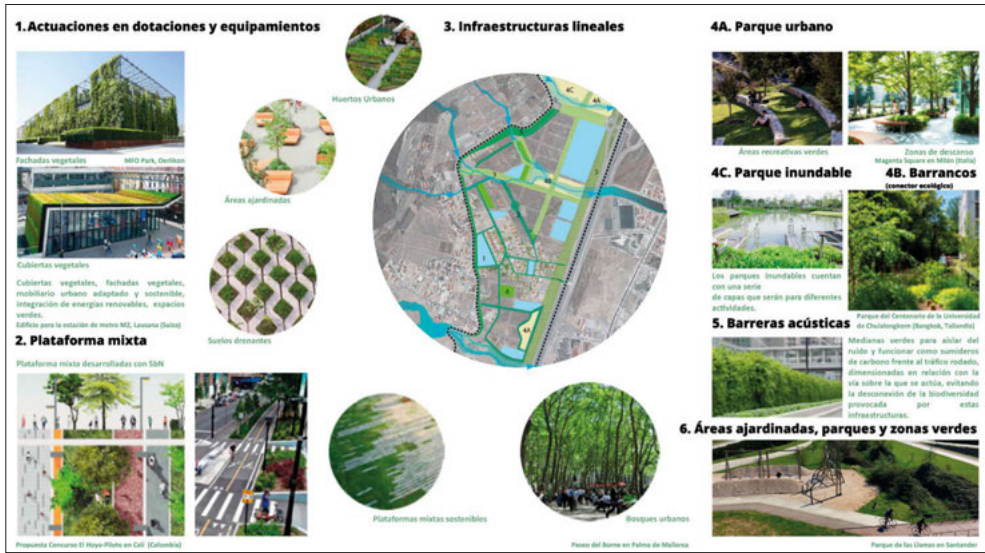 1.Actuaciones en dotaciones y equipamientos
Fachadas vegetales
MFO Park, Oerlikon
Cubiertas vegetales
Cubiertas vegetales, fachadas vegetales,
mobiliario urbano adaptado y sostenible,
integración de energías renovables, espacios
verdes.
Edificio para la estación de metro M2, Lausana (Suiza)
2. Plataforma mixta
Plataforma mixta desarrolladas con SbN
Propuesta Concurso El Hoyo-Piloto en Cali (Colombia)
Huertos Urbanos
Áreas ajardinadas
Suelos drenantes
Plataformas mixtas sostenibles
3. Infraestructuras lineales
4C
4A
5
4B
1
6
4A
Bosques urbanos
Paseo del Borne en Palma de Mallorca
4A. Parque urbano
Áreas recreativas verdes
Zonas de descanso
Magenta Square en Milón (Italia)
4C. Parque inundable
4B. Barrancos
(conector ecológico)
Los parques inundables cuentan
con una serie
de capas que serán para diferentes
actividades.
Parque del Centenario de la Universidad
de Chulalongkorn (Bangkok, Tailandia)
5. Barreras acústicas
Medianas verdes para aislar del
ruido y funcionar como sumideros
de carbono frente al tráfico rodado,
dimensionadas en relación con la
vía sobre la que se actúa, evitando
la desconexión de la biodiversidad
provocada por estas
infraestructuras.
6. Áreas ajardinadas, parques y zonas verdes
Parque de las Llamas en Santander